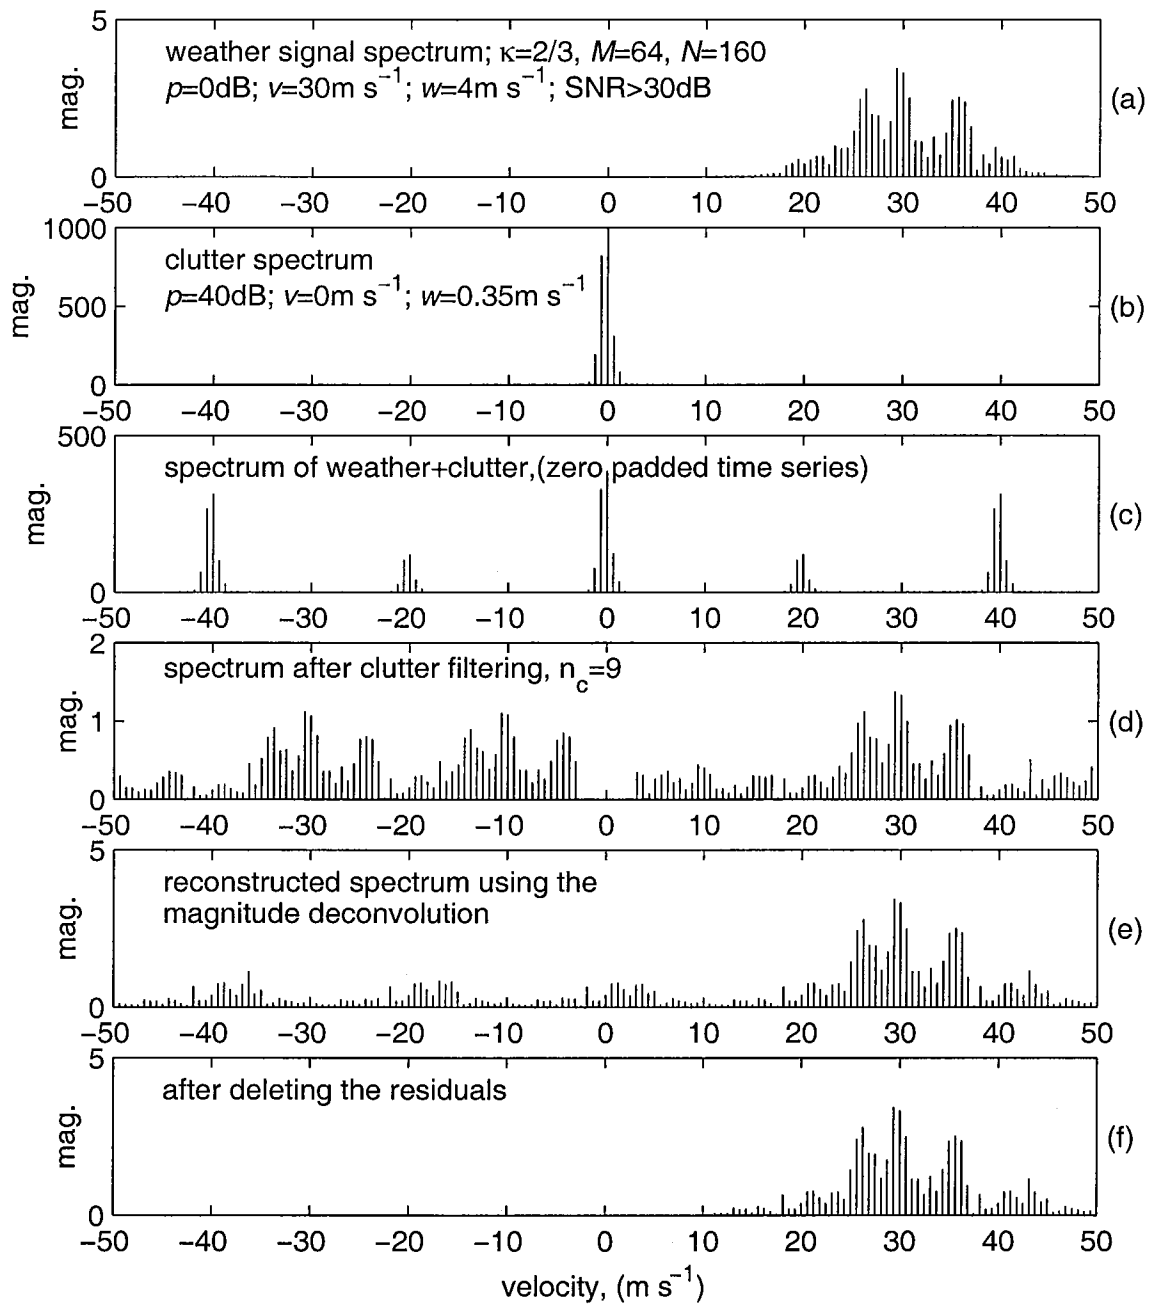 5
weather signal spectrum; κ=2/3, M=64, N=160
p=0dB; v=30m s⁻¹; w=4m s⁻¹; SNR>30dB
mag.
(a)
0
−50 −40 −30 −20 −10 0 10 20 30 40 50
1000
clutter spectrum
p=40dB; v=0m s⁻¹; w=0.35m s⁻¹
mag.
500
(b)
0
−50 −40 −30 −20 −10 0 10 20 30 40 50
500
spectrum of weather+clutter,(zero padded time series)
mag.
(c)
0
−50 −40 −30 −20 −10 0 10 20 30 40 50
2
spectrum after clutter filtering, n_c=9
mag.
1
(d)
0
−50 −40 −30 −20 −10 0 10 20 30 40 50
5
reconstructed spectrum using the
magnitude deconvolution
mag.
(e)
0
−50 −40 −30 −20 −10 0 10 20 30 40 50
5
after deleting the residuals
mag.
(f)
0
−50 −40 −30 −20 −10 0 10 20 30 40 50
velocity, (m s⁻¹)